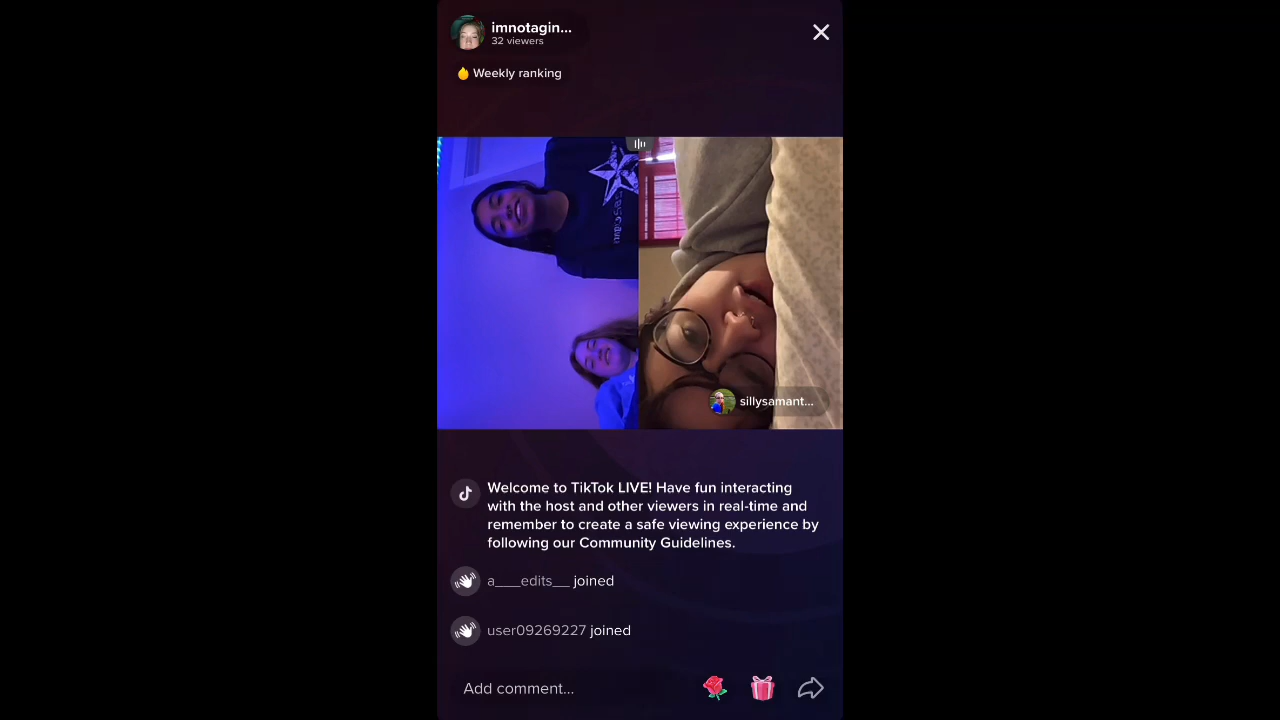 imnotagin...
32 viewers
Weekly ranking
sillysamant...
Welcome to TikTok LIVE! Have fun interacting
with the host and other viewers in real-time and
remember to create a safe viewing experience by
following our Community Guidelines.
a___edits__ joined
user09269227 joined
Add comment...